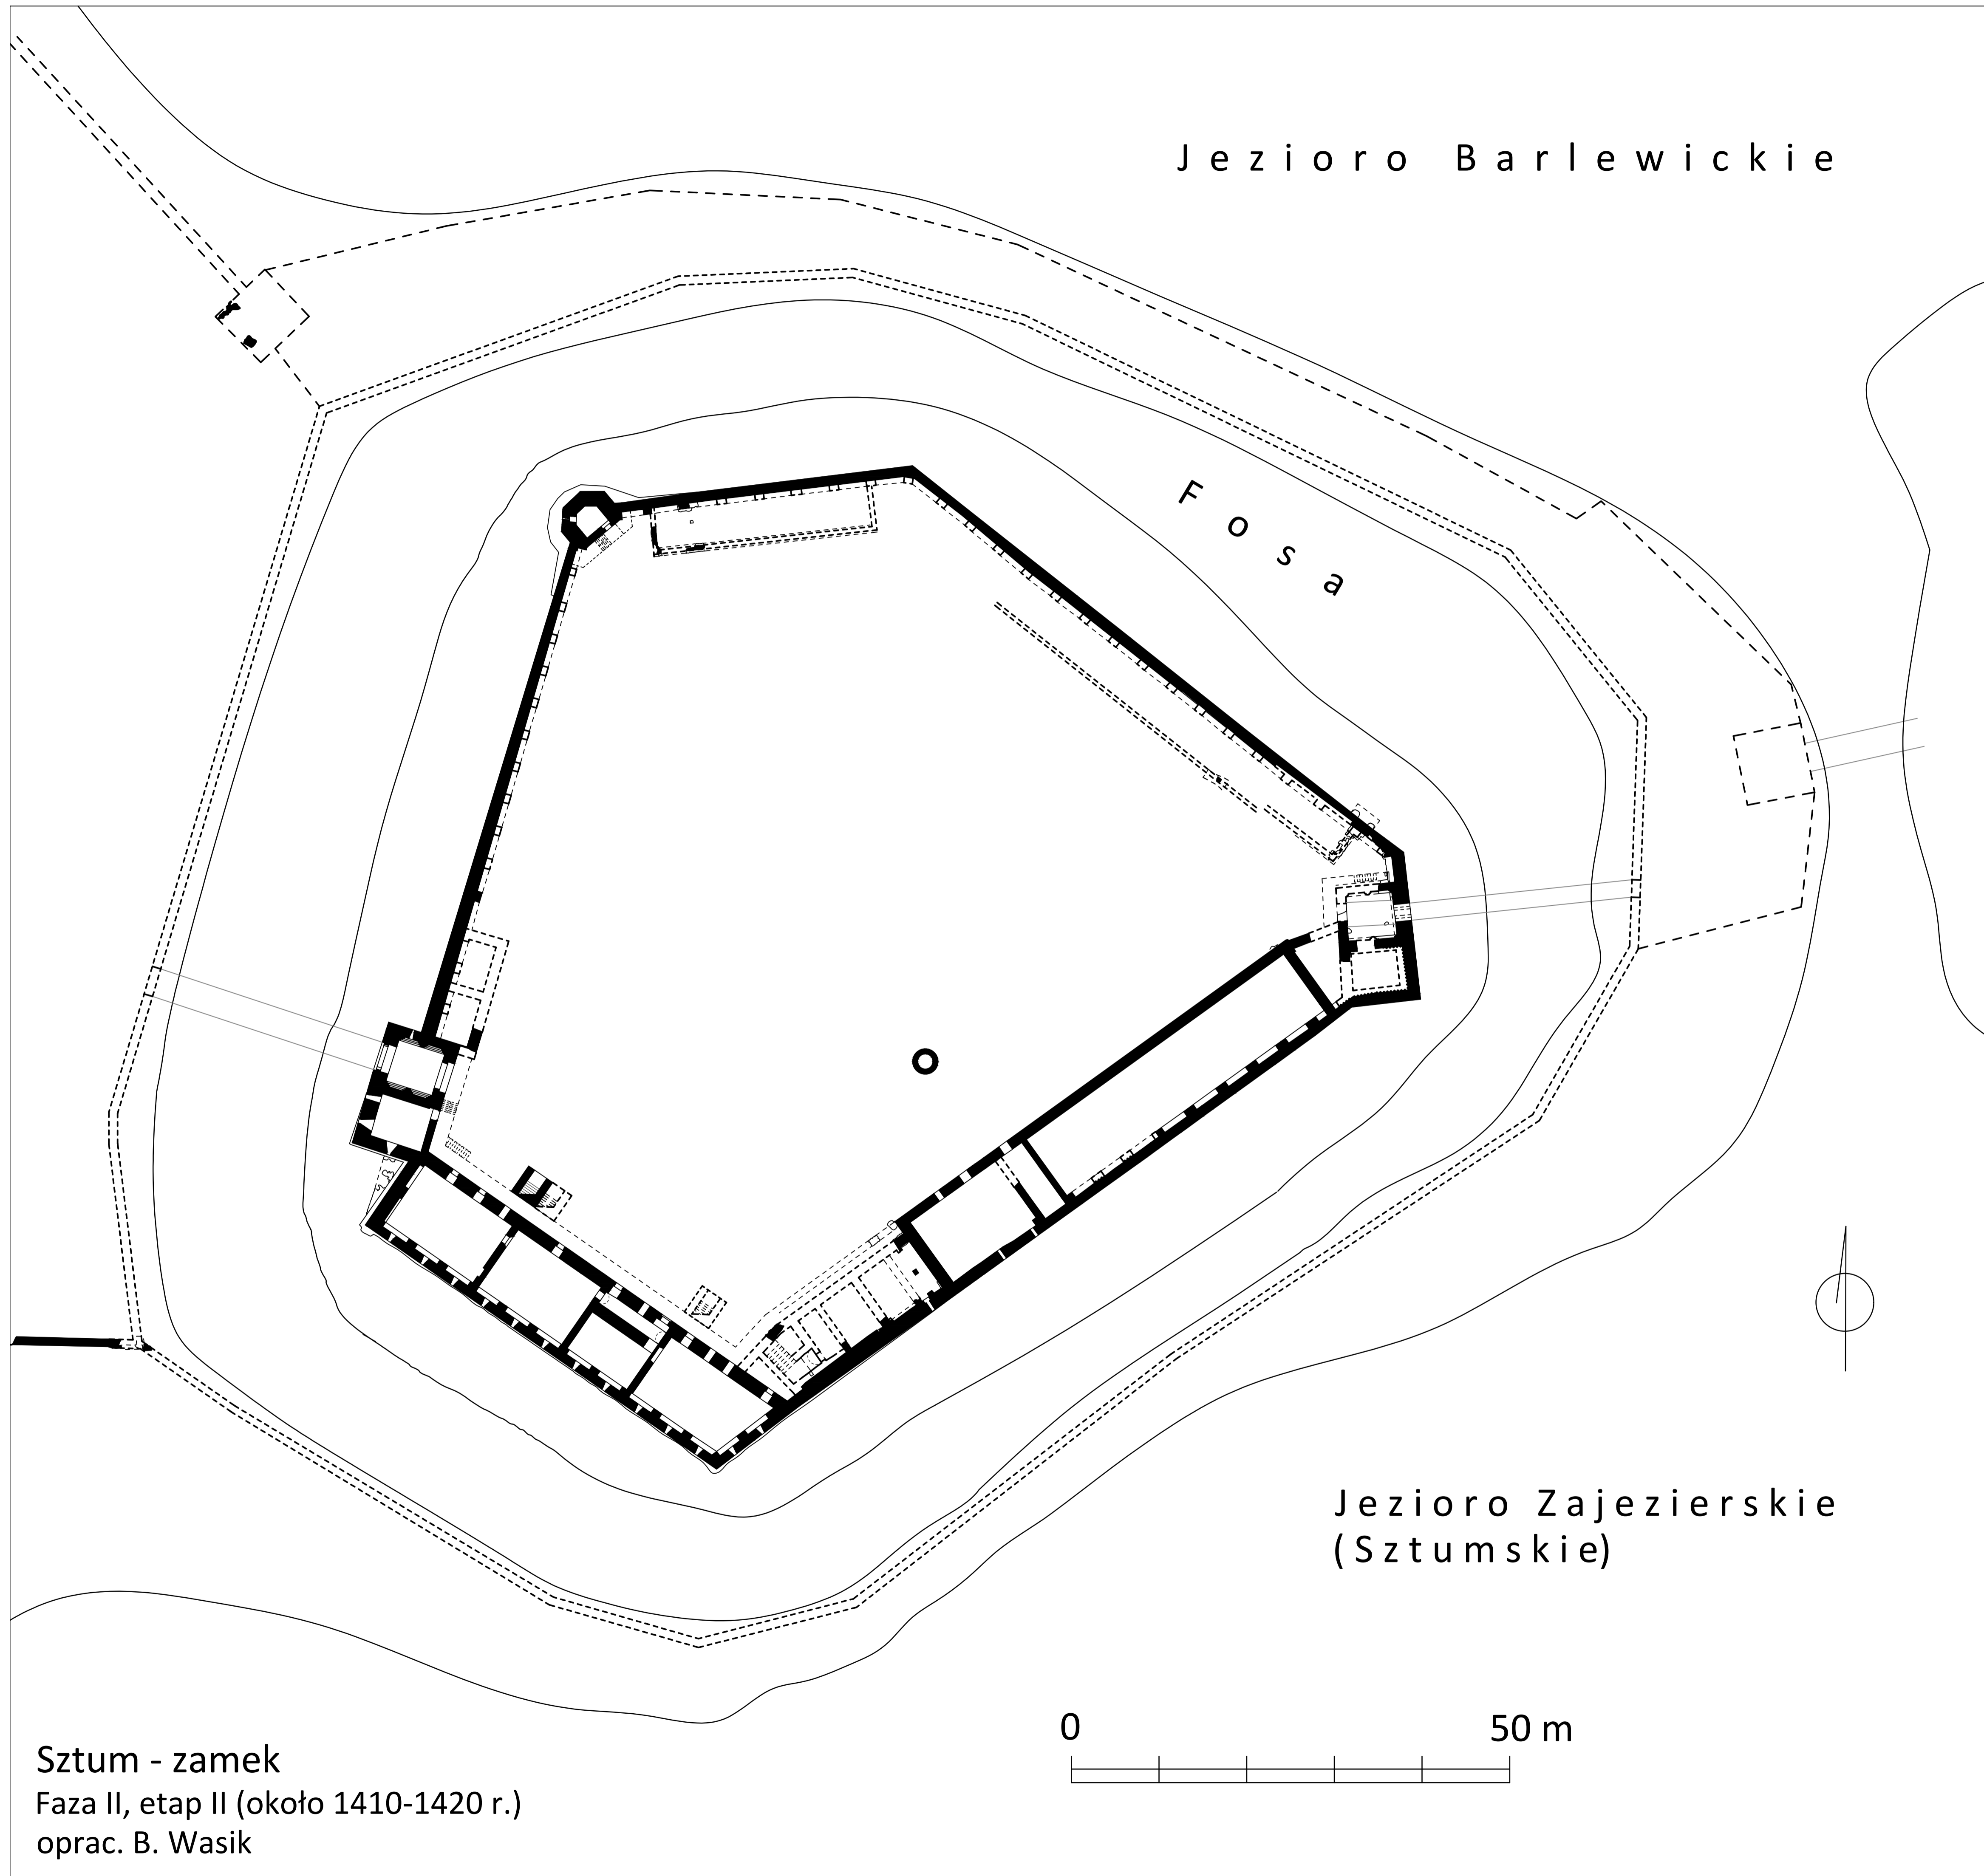 Jezioro Barlewickie
Fosa
Jezioro Zajezierskie
(Sztumskie)
0 50 m
Sztum - zamek
Faza II, etap II (około 1410-1420 r.)
oprac. B. Wasik